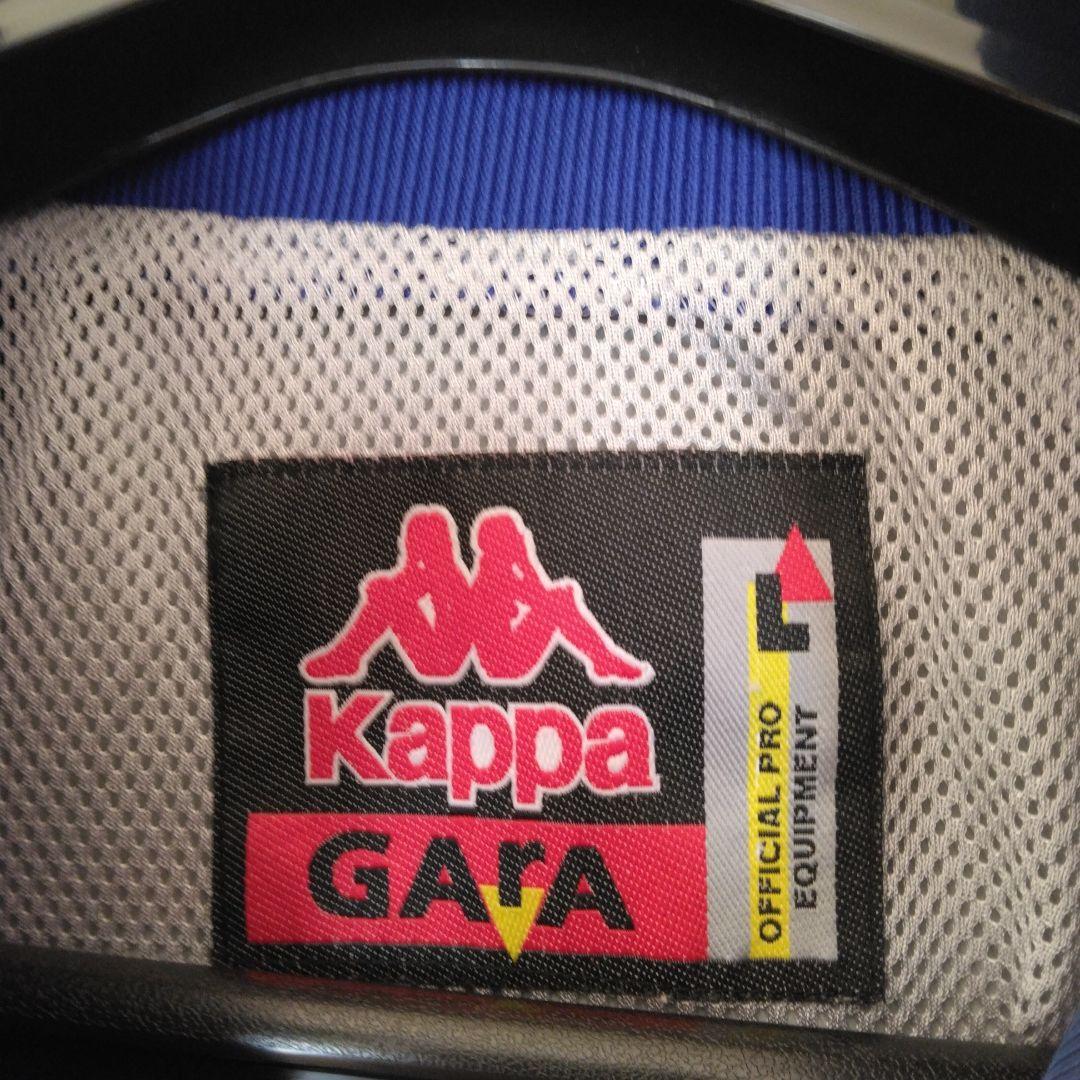 Kappa
GArA
L
OFFICIAL PRO
EQUIPMENT